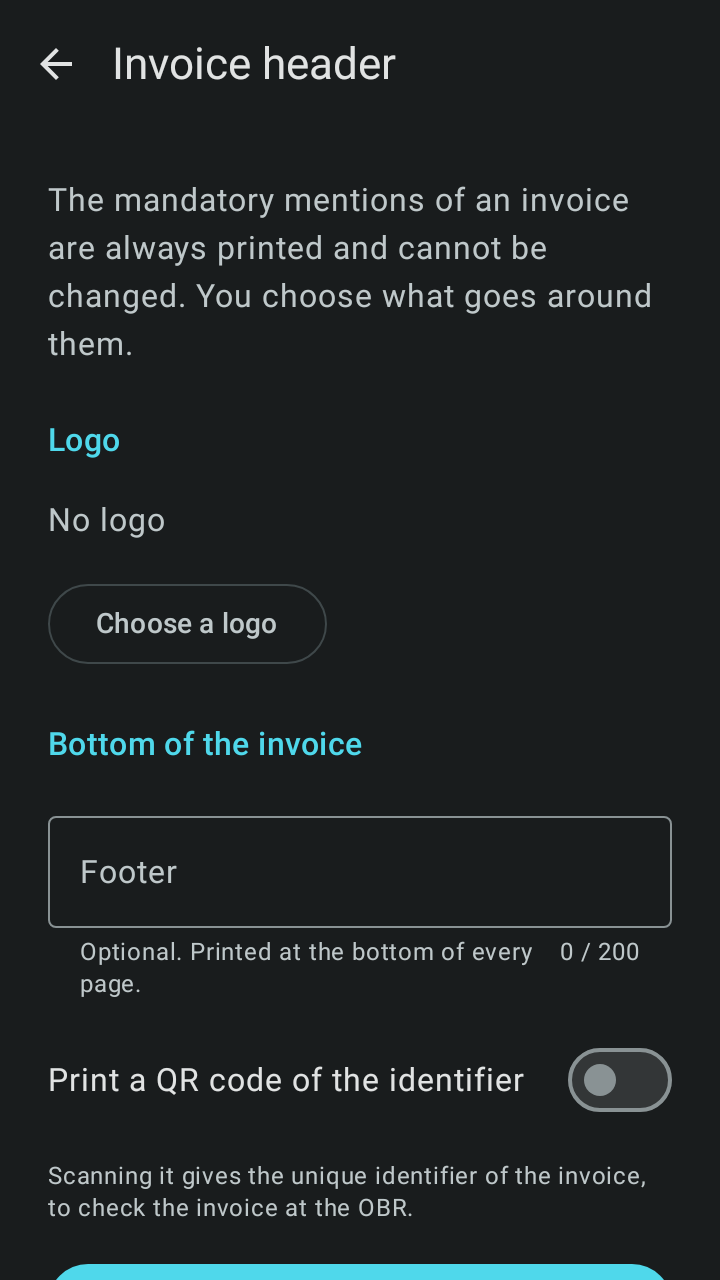 Invoice header
The mandatory mentions of an invoice
are always printed and cannot be
changed. You choose what goes around
them.
Logo
No logo
Choose a logo
Bottom of the invoice
Footer
Optional. Printed at the bottom of every 0 / 200
page.
Print a QR code of the identifier
Scanning it gives the unique identifier of the invoice,
to check the invoice at the OBR.